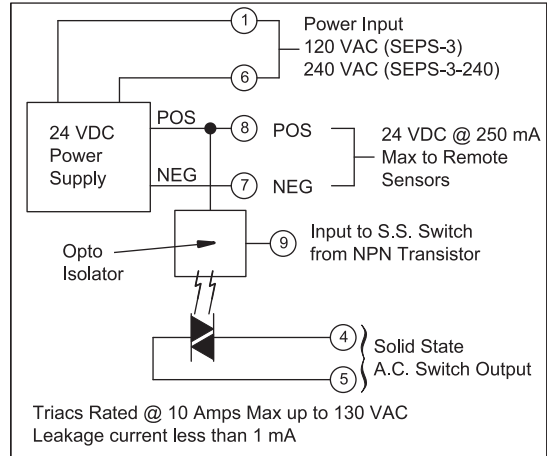 1
Power Input
120 VAC (SEPS-3)
240 VAC (SEPS-3-240)
6
24 VDC
Power
Supply
POS
8
POS
NEG
7
NEG
24 VDC @ 250 mA
Max to Remote
Sensors
Opto
Isolator
9
Input to S.S. Switch
from NPN Transistor
4
5
Solid State
A.C. Switch Output
Triacs Rated @ 10 Amps Max up to 130 VAC
Leakage current less than 1 mA